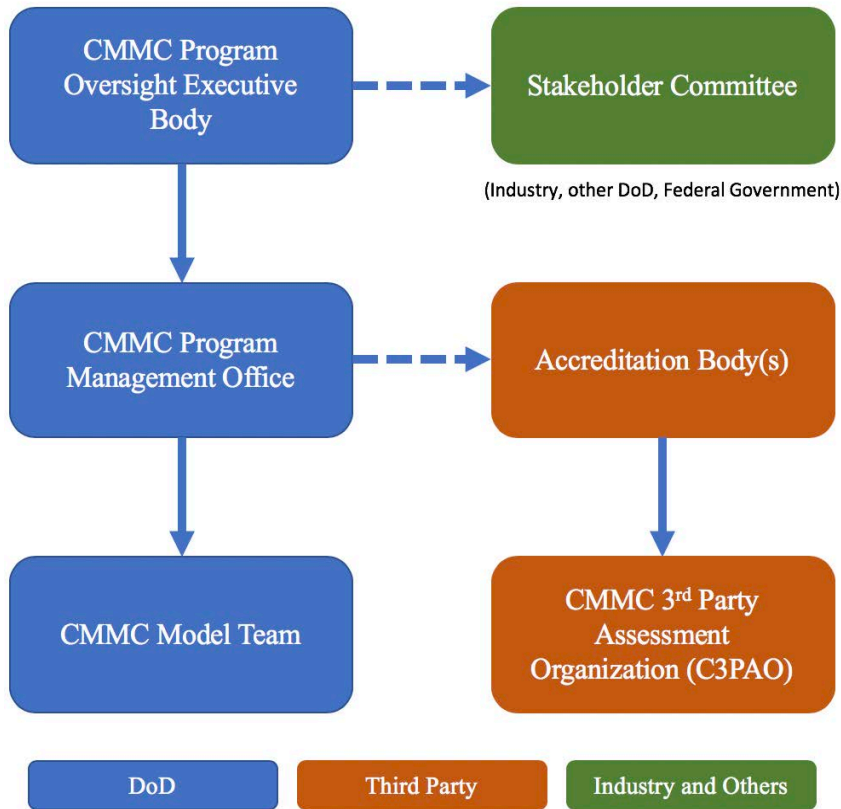 CMMC Program
Oversight Executive
Body
Stakeholder Committee
(Industry, other DoD, Federal Government)
CMMC Program
Management Office
Accreditation Body(s)
CMMC Model Team
CMMC 3rd Party
Assessment
Organization (C3PAO)
DoD
Third Party
Industry and Others